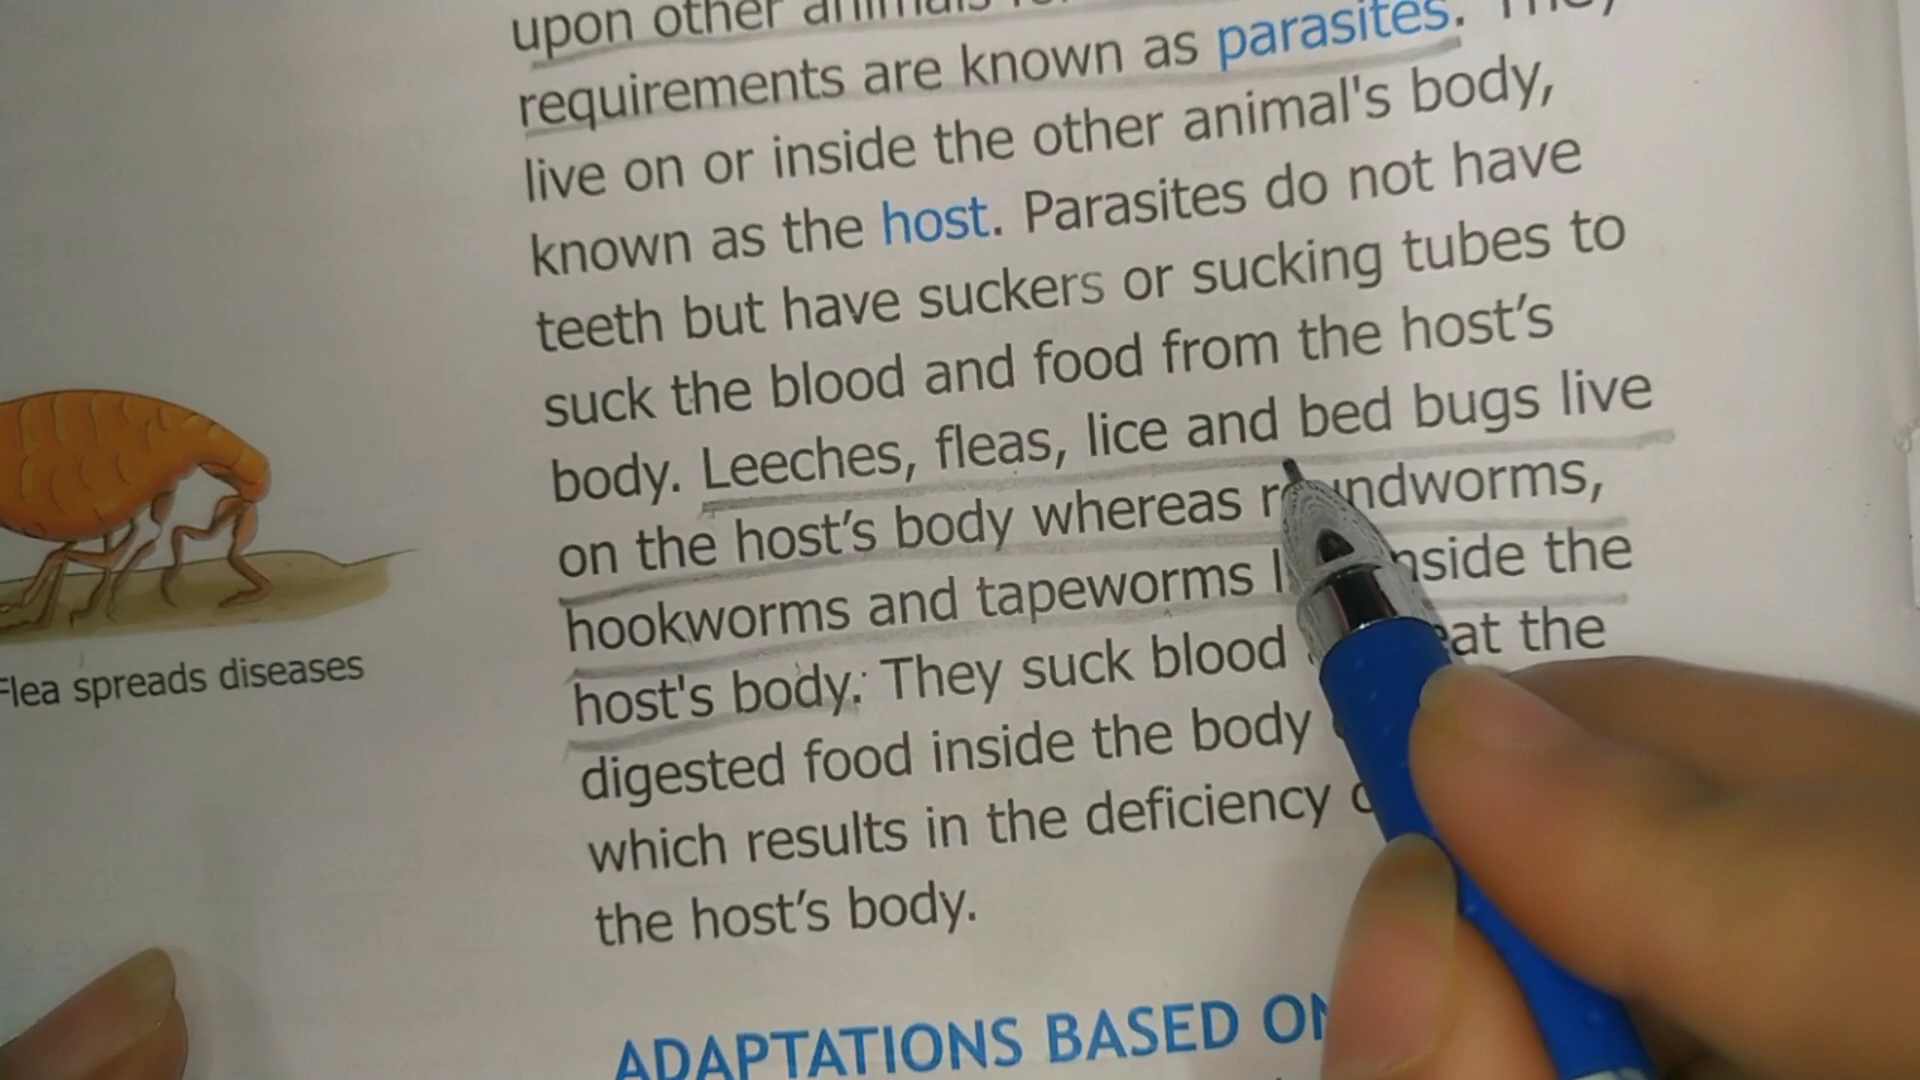 upon other animals
requirements are known as parasites. They
live on or inside the other animal's body,
known as the host. Parasites do not have
teeth but have suckers or sucking tubes to
suck the blood and food from the host’s
body. Leeches, fleas, lice and bed bugs live
on the host’s body whereas roundworms,
hookworms and tapeworms inside the
host's body. They suck blood eat the
digested food inside the body
which results in the deficiency
the host’s body.
ADAPTATIONS BASED ON
Flea spreads diseases